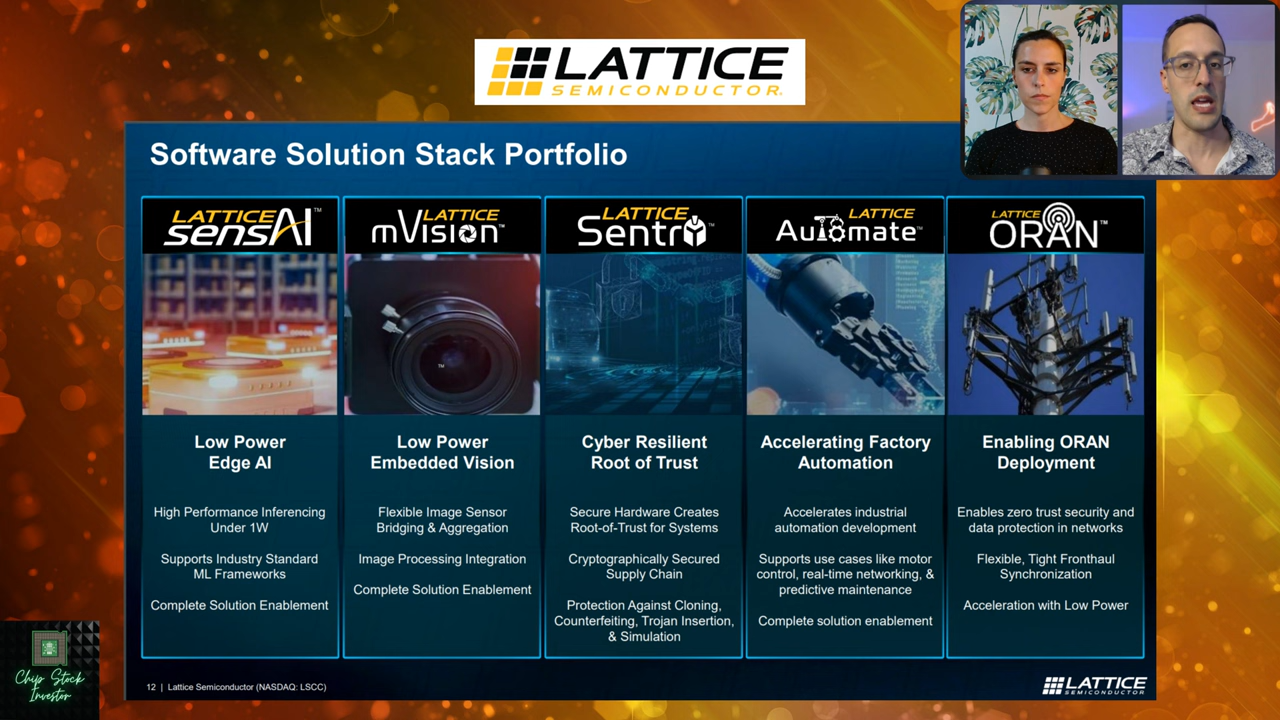 LATTICE
SEMICONDUCTOR
Software Solution Stack Portfolio
LATTICE
sensAI™
LATTICE
mVision™
LATTICE
Sentry™
LATTICE
Automate™
LATTICE
ORAN™
TM
Low Power
Edge AI
High Performance Inferencing
Under 1W
Supports Industry Standard
ML Frameworks
Complete Solution Enablement
Low Power
Embedded Vision
Flexible Image Sensor
Bridging & Aggregation
Image Processing Integration
Complete Solution Enablement
Cyber Resilient
Root of Trust
Secure Hardware Creates
Root-of-Trust for Systems
Cryptographically Secured
Supply Chain
Protection Against Cloning,
Counterfeiting, Trojan Insertion,
& Simulation
Accelerating Factory
Automation
Accelerates industrial
automation development
Supports use cases like motor
control, real-time networking, &
predictive maintenance
Complete solution enablement
Enabling ORAN
Deployment
Enables zero trust security and
data protection in networks
Flexible, Tight Fronthaul
Synchronization
Acceleration with Low Power
Chip Stock
Investor
12 | Lattice Semiconductor (NASDAQ: LSCC)
LATTICE
SEMICONDUCTOR